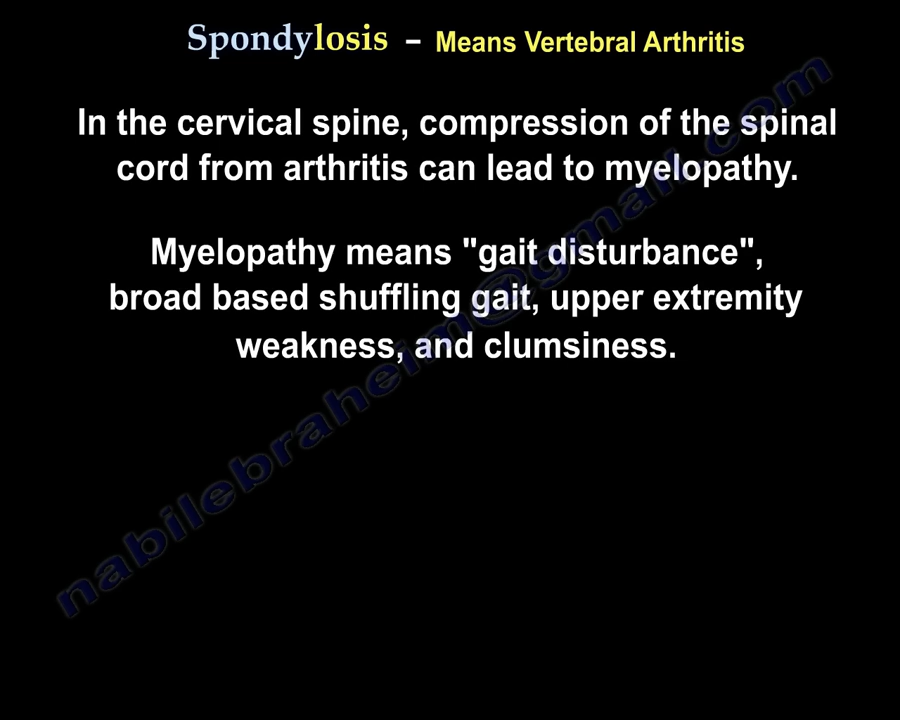 Spondylosis – Means Vertebral Arthritis
In the cervical spine, compression of the spinal
cord from arthritis can lead to myelopathy.
Myelopathy means "gait disturbance",
broad based shuffling gait, upper extremity
weakness, and clumsiness.
nabilebraheim@gmail.com